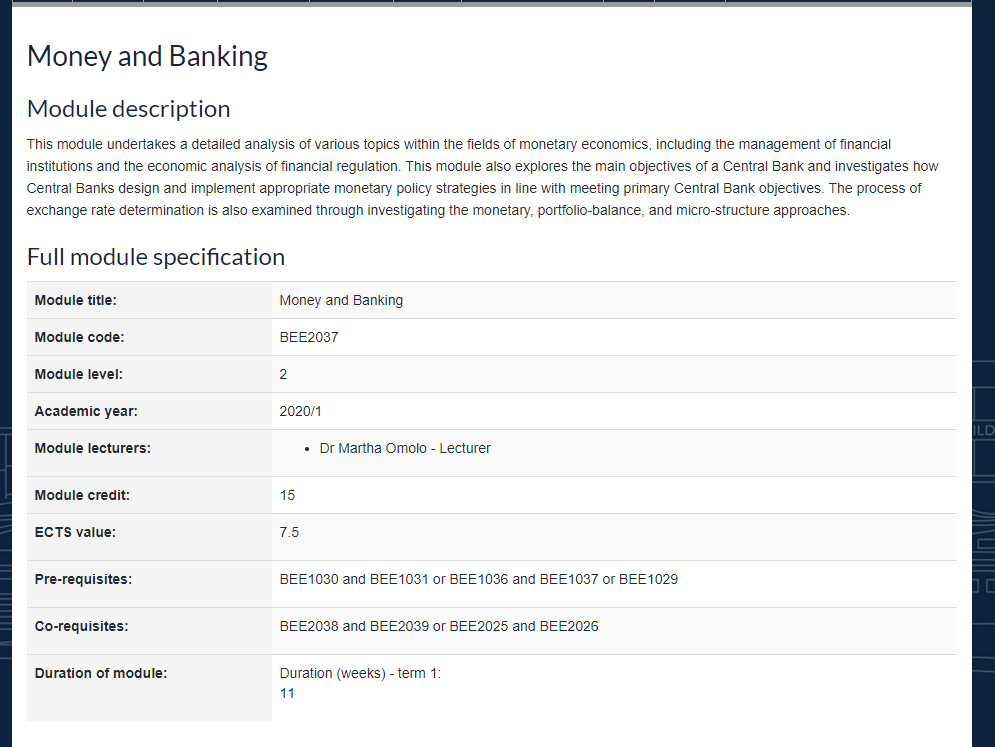 Money and Banking
Module description
This module undertakes a detailed analysis of various topics within the fields of monetary economics, including the management of financial
institutions and the economic analysis of financial regulation. This module also explores the main objectives of a Central Bank and investigates how
Central Banks design and implement appropriate monetary policy strategies in line with meeting primary Central Bank objectives. The process of
exchange rate determination is also examined through investigating the monetary, portfolio-balance, and micro-structure approaches.
Full module specification
Module title: Money and Banking
Module code: BEE2037
Module level: 2
Academic year: 2020/1
Module lecturers: • Dr Martha Omolo - Lecturer
Module credit: 15
ECTS value: 7.5
Pre-requisites: BEE1030 and BEE1031 or BEE1036 and BEE1037 or BEE1029
Co-requisites: BEE2038 and BEE2039 or BEE2025 and BEE2026
Duration of module: Duration (weeks) - term 1:
11